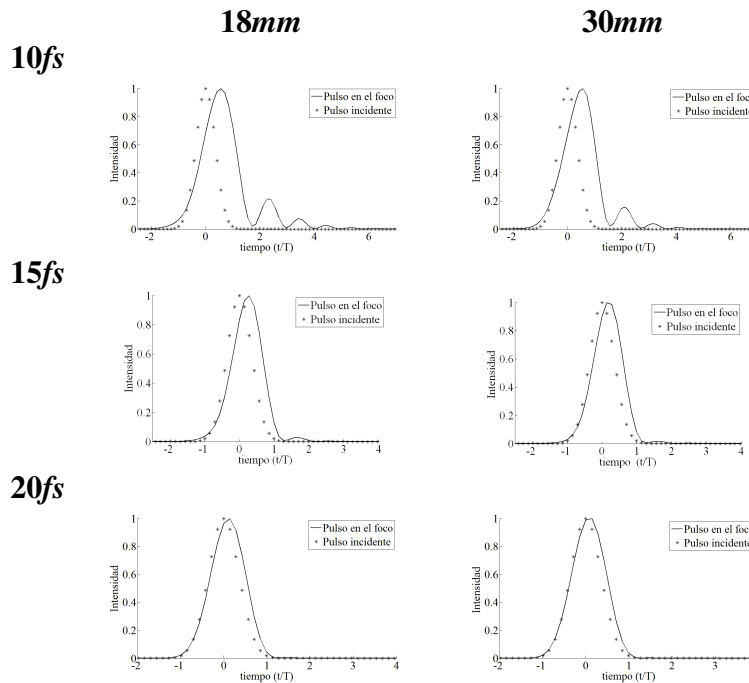 18mm 30mm
10fs
Intensidad
1
0.8
0.6
0.4
0.2
0
-2 0 2 4 6
tiempo (t/T)
Pulso en el foco
Pulso incidente
Intensidad
1
0.8
0.6
0.4
0.2
0
-2 0 2 4 6
tiempo (t/T)
Pulso en el foco
Pulso incidente
15fs
Intensidad
1
0.8
0.6
0.4
0.2
0
-2 -1 0 1 2 3 4
tiempo (t/T)
Pulso en el foco
Pulso incidente
Intensidad
1
0.8
0.6
0.4
0.2
0
-2 -1 0 1 2 3 4
tiempo (t/T)
Pulso en el foco
Pulso incidente
20fs
Intensidad
1
0.8
0.6
0.4
0.2
0
-2 -1 0 1 2 3 4
tiempo (t/T)
Pulso en el foco
Pulso incidente
Intensidad
1
0.8
0.6
0.4
0.2
0
-2 -1 0 1 2 3
tiempo (t/T)
Pulso en el foco
Pulso incidente